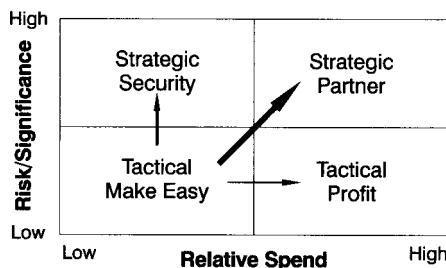 High
Risk/Significance
Low
Strategic
Security
Strategic
Partner
Tactical
Make Easy
Tactical
Profit
Low
Relative Spend
High